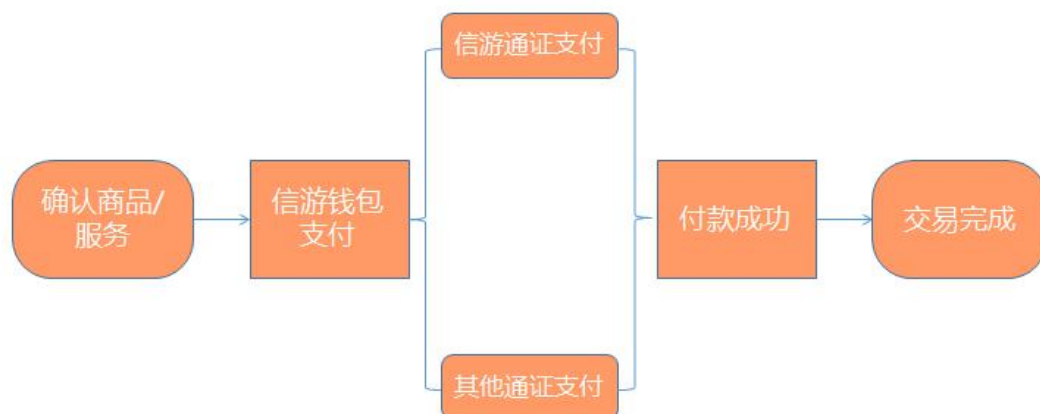 信游通证支付
确认商品/
服务
信游钱包
支付
付款成功
交易完成
其他通证支付